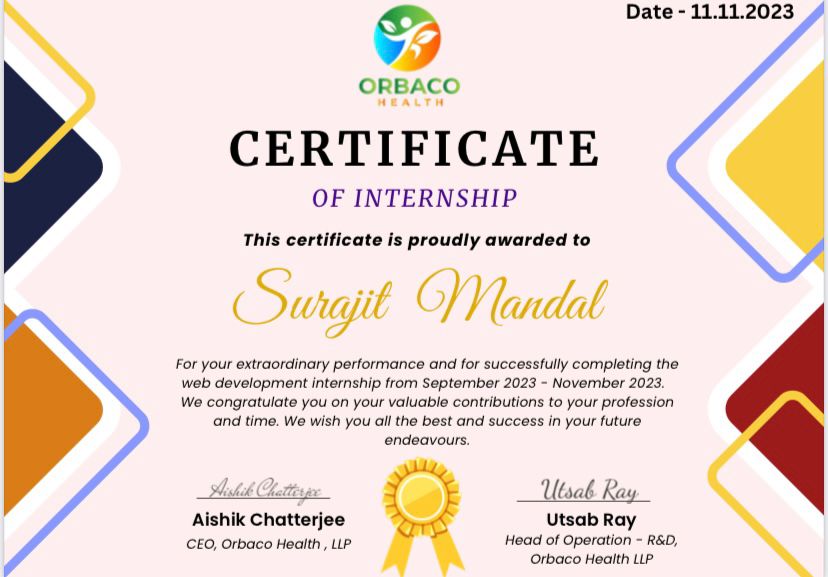 Date - 11.11.2023
ORBACO
HEALTH
CERTIFICATE
OF INTERNSHIP
This certificate is proudly awarded to
Surajit Mandal
For your extraordinary performance and for successfully completing the
web development internship from September 2023 - November 2023.
We congratulate you on your valuable contributions to your profession
and time. We wish you all the best and success in your future
endeavours.
Aishik Chatterjee
Aishik Chatterjee
CEO, Orbaco Health , LLP
Utsab Ray
Utsab Ray
Head of Operation - R&D,
Orbaco Health LLP